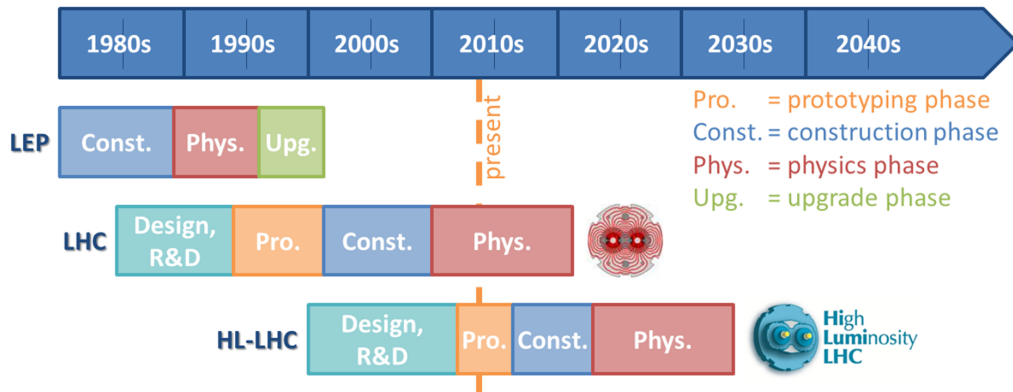 1980s 1990s 2000s 2010s 2020s 2030s 2040s
present
Pro. = prototyping phase
Const. = construction phase
Phys. = physics phase
Upg. = upgrade phase
LEP Const. Phys. Upg.
LHC Design, R&D Pro. Const. Phys.
HL-LHC Design, R&D Pro. Const. Phys.
High
Luminosity
LHC